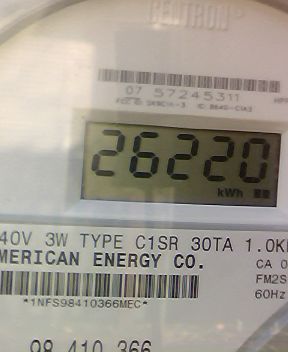 CENTRON®
07 57245311
26220
kWh
40V 3W TYPE C1SR 30TA 1.0K
MERICAN ENERGY CO.
CA 0
FM2S
60Hz
*1NFS98410366MEC*
98 410 366